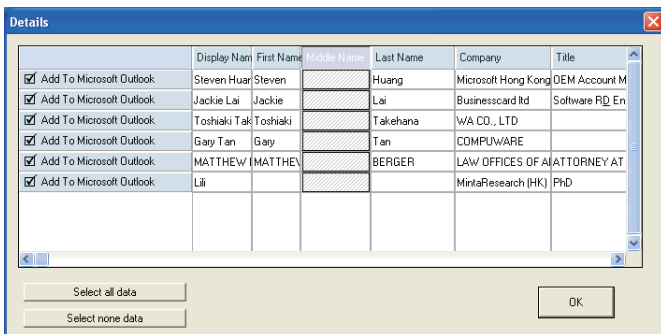 Details
Display Nam First Name Middle Name Last Name Company Title
Add To Microsoft Outlook Steven Huar Steven Huang Microsoft Hong Kong OEM Account M
Add To Microsoft Outlook Jackie Lai Jackie Lai Businesscard ltd Software RD En
Add To Microsoft Outlook Toshiaki Tak Toshiaki Takehana WA CO., LTD
Add To Microsoft Outlook Gary Tan Gary Tan COMPUWARE
Add To Microsoft Outlook MATTHEW MATTHEW BERGER LAW OFFICES OF ATTORNEY AT
Add To Microsoft Outlook Lili MintaResearch (HK) PhD
Select all data
OK
Select none data